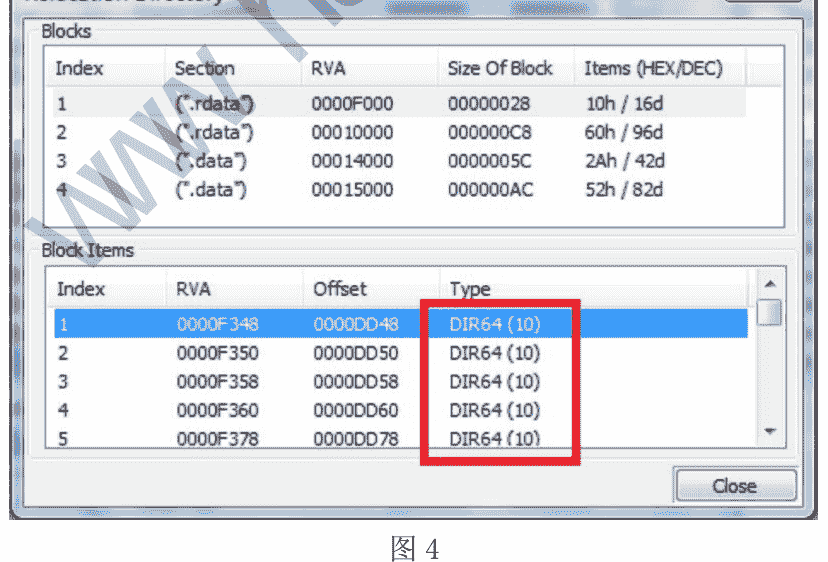 Relocation Directory
Blocks
Index Section RVA Size Of Block Items (HEX/DEC)
1 (".rdata") 0000F000 00000028 10h / 16d
2 (".rdata") 00010000 000000C8 60h / 96d
3 (".data") 00014000 0000005C 2Ah / 42d
4 (".data") 00015000 000000AC 52h / 82d
Block Items
Index RVA Offset Type
1 0000F348 0000DD48 DIR64 (10)
2 0000F350 0000DD50 DIR64 (10)
3 0000F358 0000DD58 DIR64 (10)
4 0000F360 0000DD60 DIR64 (10)
5 0000F378 0000DD78 DIR64 (10)
Close
图 4